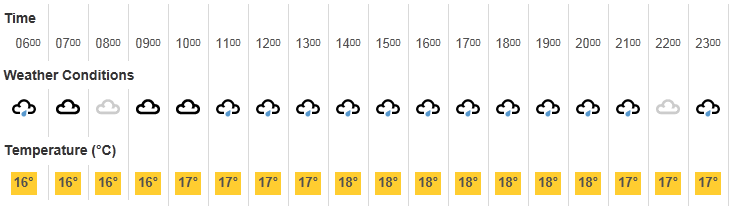 Time
06⁰⁰ 07⁰⁰ 08⁰⁰ 09⁰⁰ 10⁰⁰ 11⁰⁰ 12⁰⁰ 13⁰⁰ 14⁰⁰ 15⁰⁰ 16⁰⁰ 17⁰⁰ 18⁰⁰ 19⁰⁰ 20⁰⁰ 21⁰⁰ 22⁰⁰ 23⁰⁰
Weather Conditions
Temperature (°C)
16° 16° 16° 16° 17° 17° 17° 17° 18° 18° 18° 18° 18° 18° 18° 17° 17° 17°